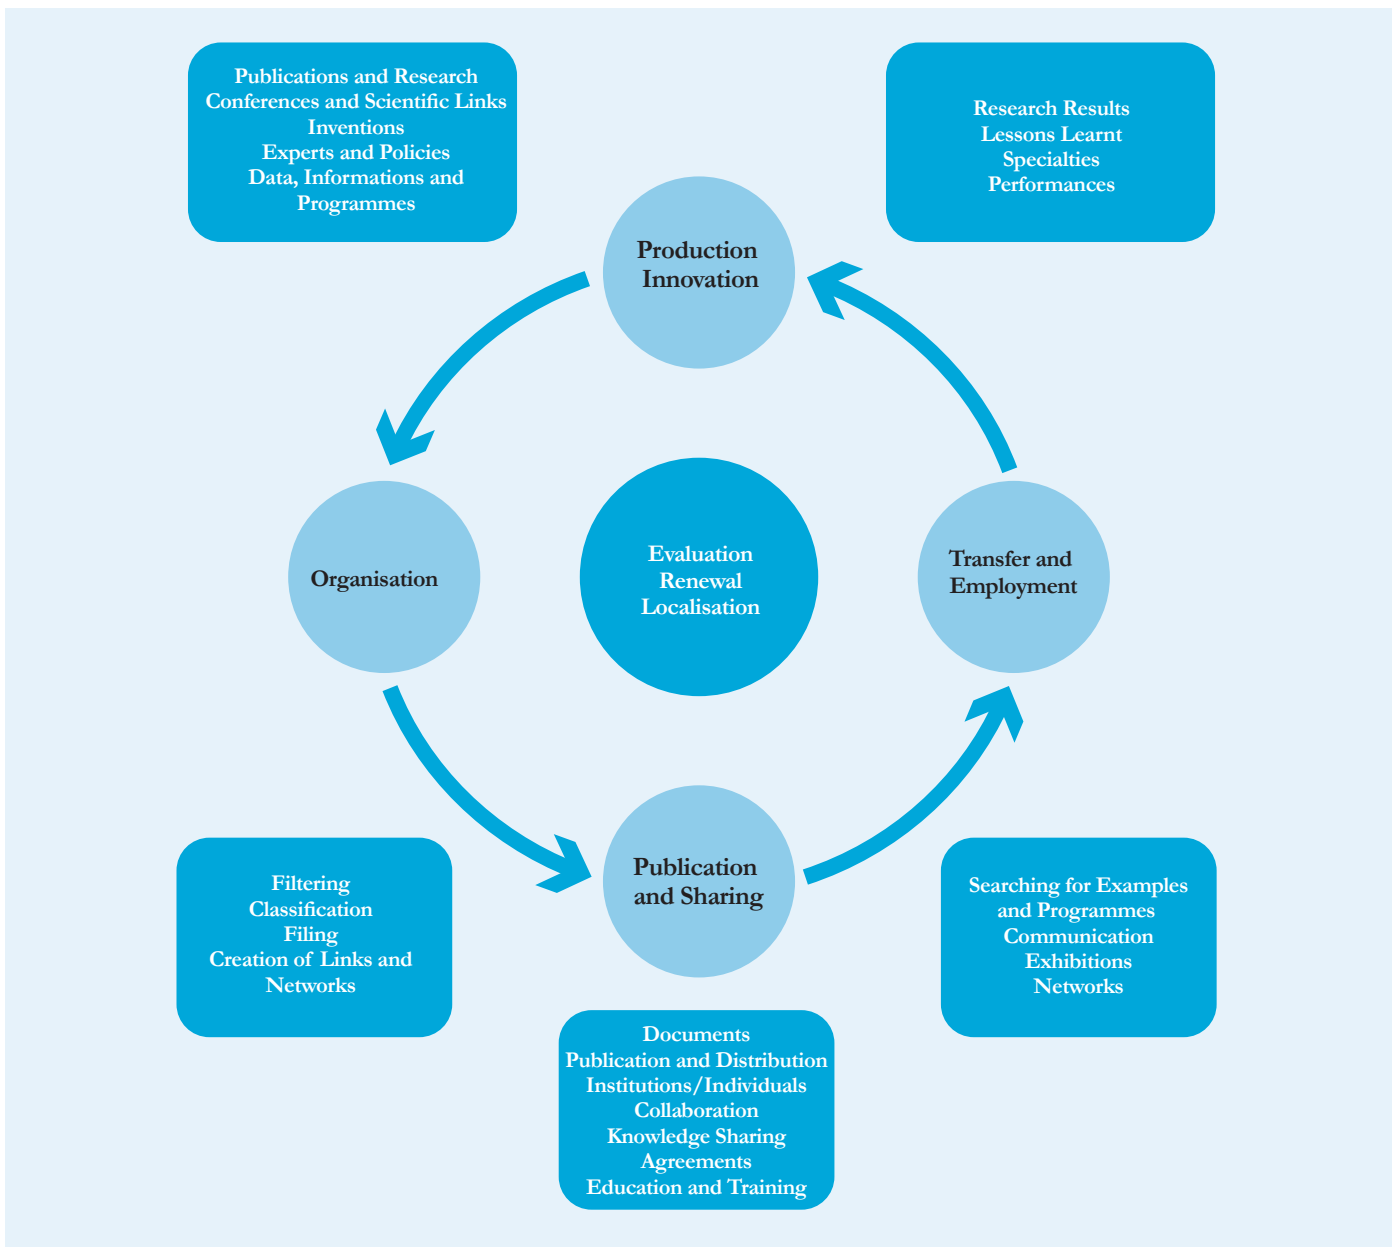 Publications and Research
Conferences and Scientific Links
Inventions
Experts and Policies
Data, Informations and
Programmes
Research Results
Lessons Learnt
Specialties
Performances
Production
Innovation
Organisation
Evaluation
Renewal
Localisation
Transfer and
Employment
Publication
and Sharing
Filtering
Classification
Filing
Creation of Links and
Networks
Searching for Examples
and Programmes
Communication
Exhibitions
Networks
Documents
Publication and Distribution
Institutions/Individuals
Collaboration
Knowledge Sharing
Agreements
Education and Training